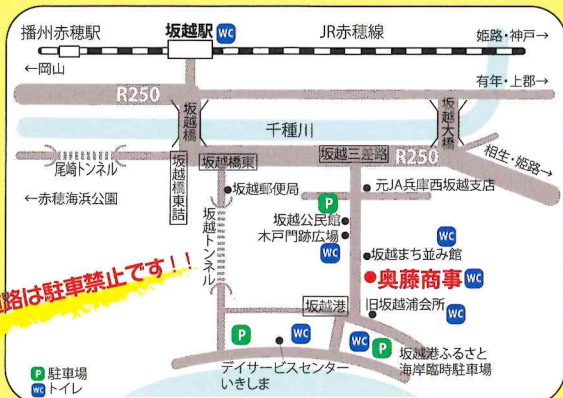 播州赤穂駅
坂越駅
WC
JR赤穂線
姫路・神戸→
←岡山
有年・上郡→
R250
坂越橋
千種川
坂越大橋
尾崎トンネル
坂越橋東詰
坂越橋東
坂越三差路
R250
相生・姫路→
←赤穂海浜公園
坂越郵便局
元JA兵庫西坂越支店
P
坂越公民館
木戸門跡広場
WC
WC
坂越トンネル
坂越まち並み館
奥藤商事
WC
路は駐車禁止です!!
坂越港
旧坂越浦会所
WC
P
WC
WC
P
坂越港ふるさと
海岸臨時駐車場
デイサービスセンター
いきしま
P 駐車場
WC トイレ